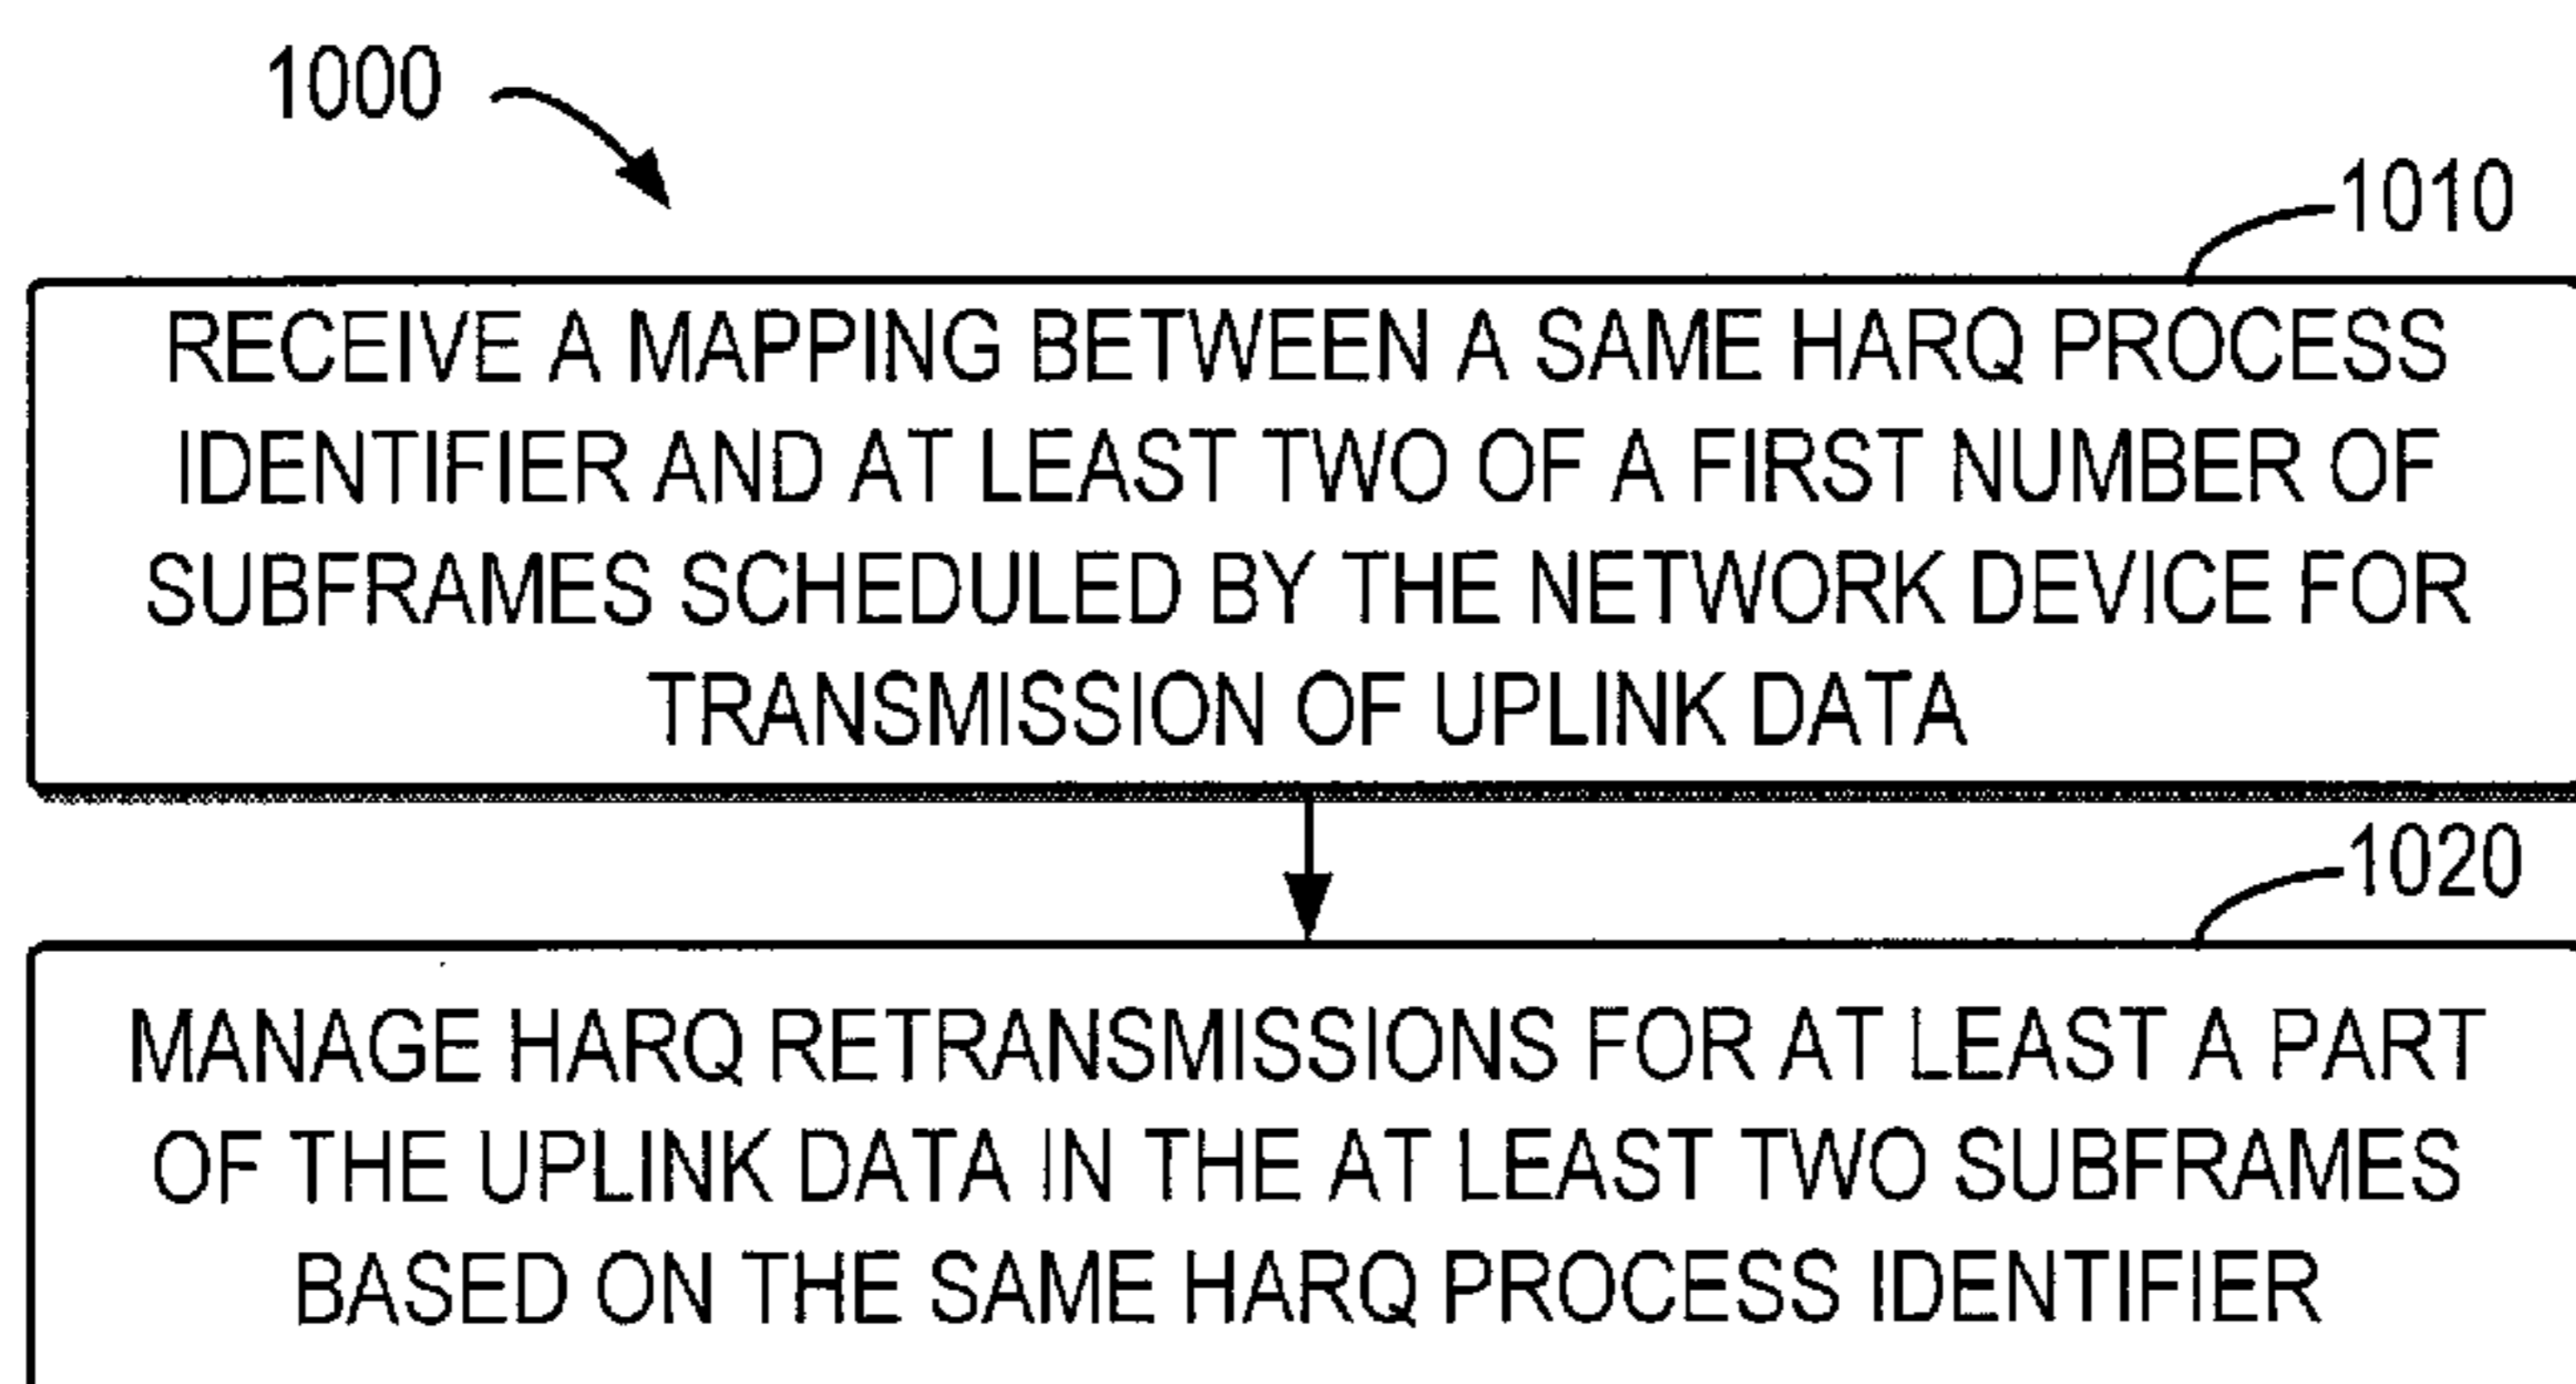 1000
1010
RECEIVE A MAPPING BETWEEN A SAME HARQ PROCESS
IDENTIFIER AND AT LEAST TWO OF A FIRST NUMBER OF
SUBFRAMES SCHEDULED BY THE NETWORK DEVICE FOR
TRANSMISSION OF UPLINK DATA
1020
MANAGE HARQ RETRANSMISSIONS FOR AT LEAST A PART
OF THE UPLINK DATA IN THE AT LEAST TWO SUBFRAMES
BASED ON THE SAME HARQ PROCESS IDENTIFIER